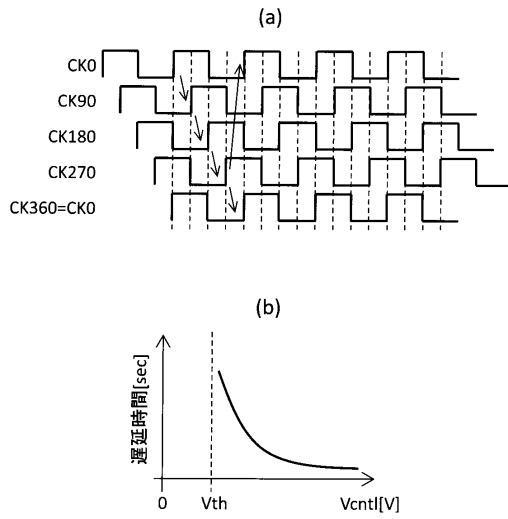 (a)
CK0
CK90
CK180
CK270
CK360=CK0
(b)
遅延時間[sec]
0
Vth
Vcntl[V]